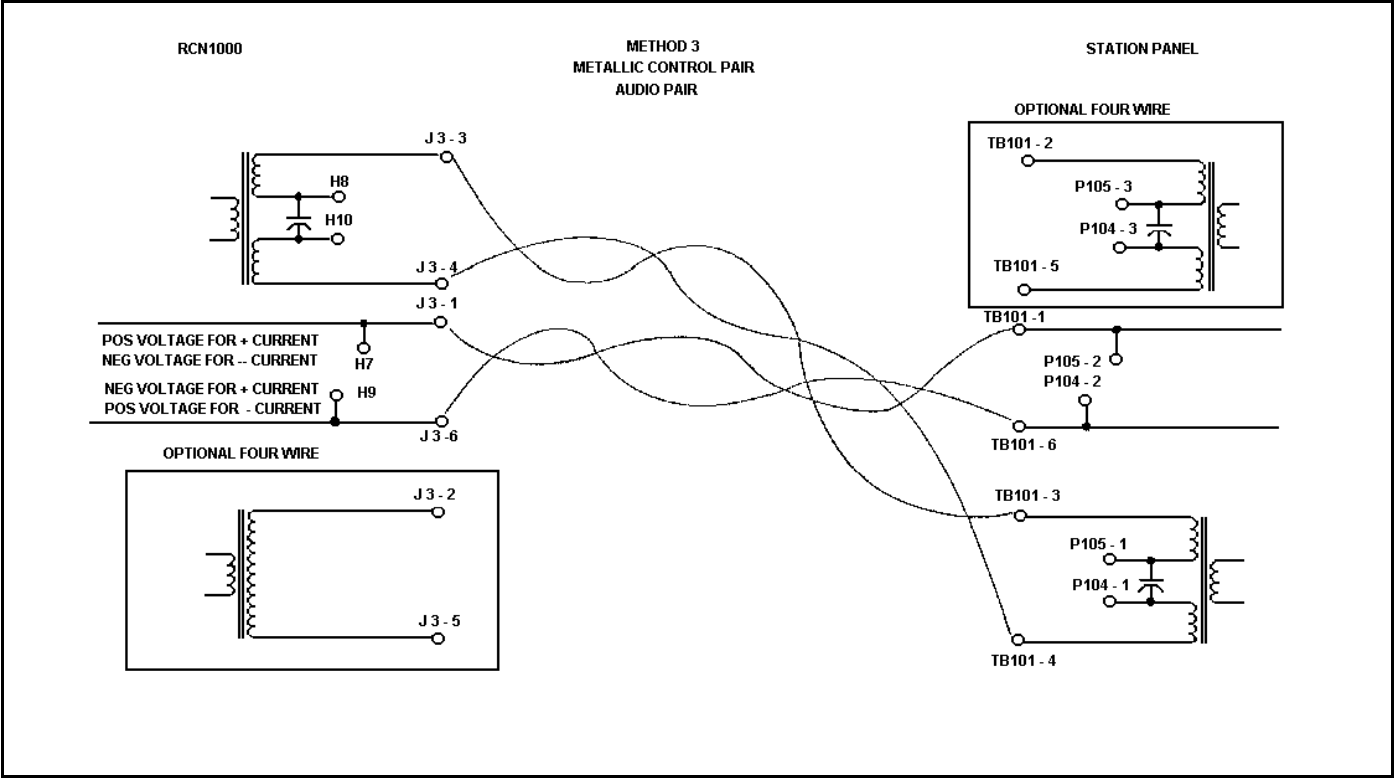 RCN1000
METHOD 3
METALLIC CONTROL PAIR
AUDIO PAIR
STATION PANEL
OPTIONAL FOUR WIRE
J 3 - 3
TB101 - 2
H8
P105 - 3
H10
P104 - 3
J 3 - 4
TB101 - 5
J 3 - 1
TB101 -1
POS VOLTAGE FOR + CURRENT
NEG VOLTAGE FOR -- CURRENT
H7
P105 - 2
P104 - 2
NEG VOLTAGE FOR + CURRENT
POS VOLTAGE FOR - CURRENT
H9
J 3 -6
TB101 - 6
OPTIONAL FOUR WIRE
J 3 - 2
TB101 - 3
P105 - 1
P104 - 1
J 3 - 5
TB101 - 4